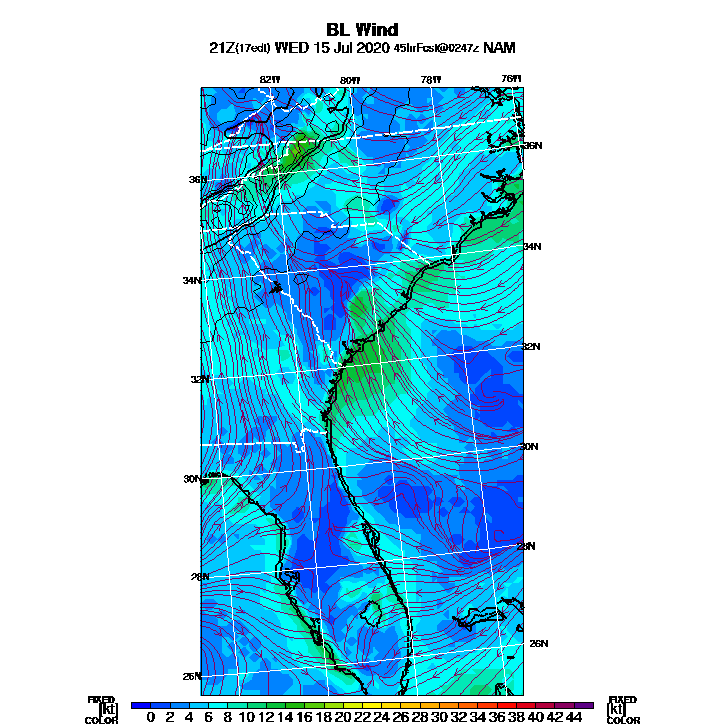 BL Wind
21Z(17edt) WED 15 Jul 2020 45hrFcst@0247z NAM
82W 80W 78W 76W
36N
36N
34N
34N
32N
32N
30N
30N
28N
28N
26N
26N
FIXED FIXED
[kt] 0 2 4 6 8 10 12 14 16 18 20 22 24 26 28 30 32 34 36 38 40 42 44 [kt]
COLOR COLOR